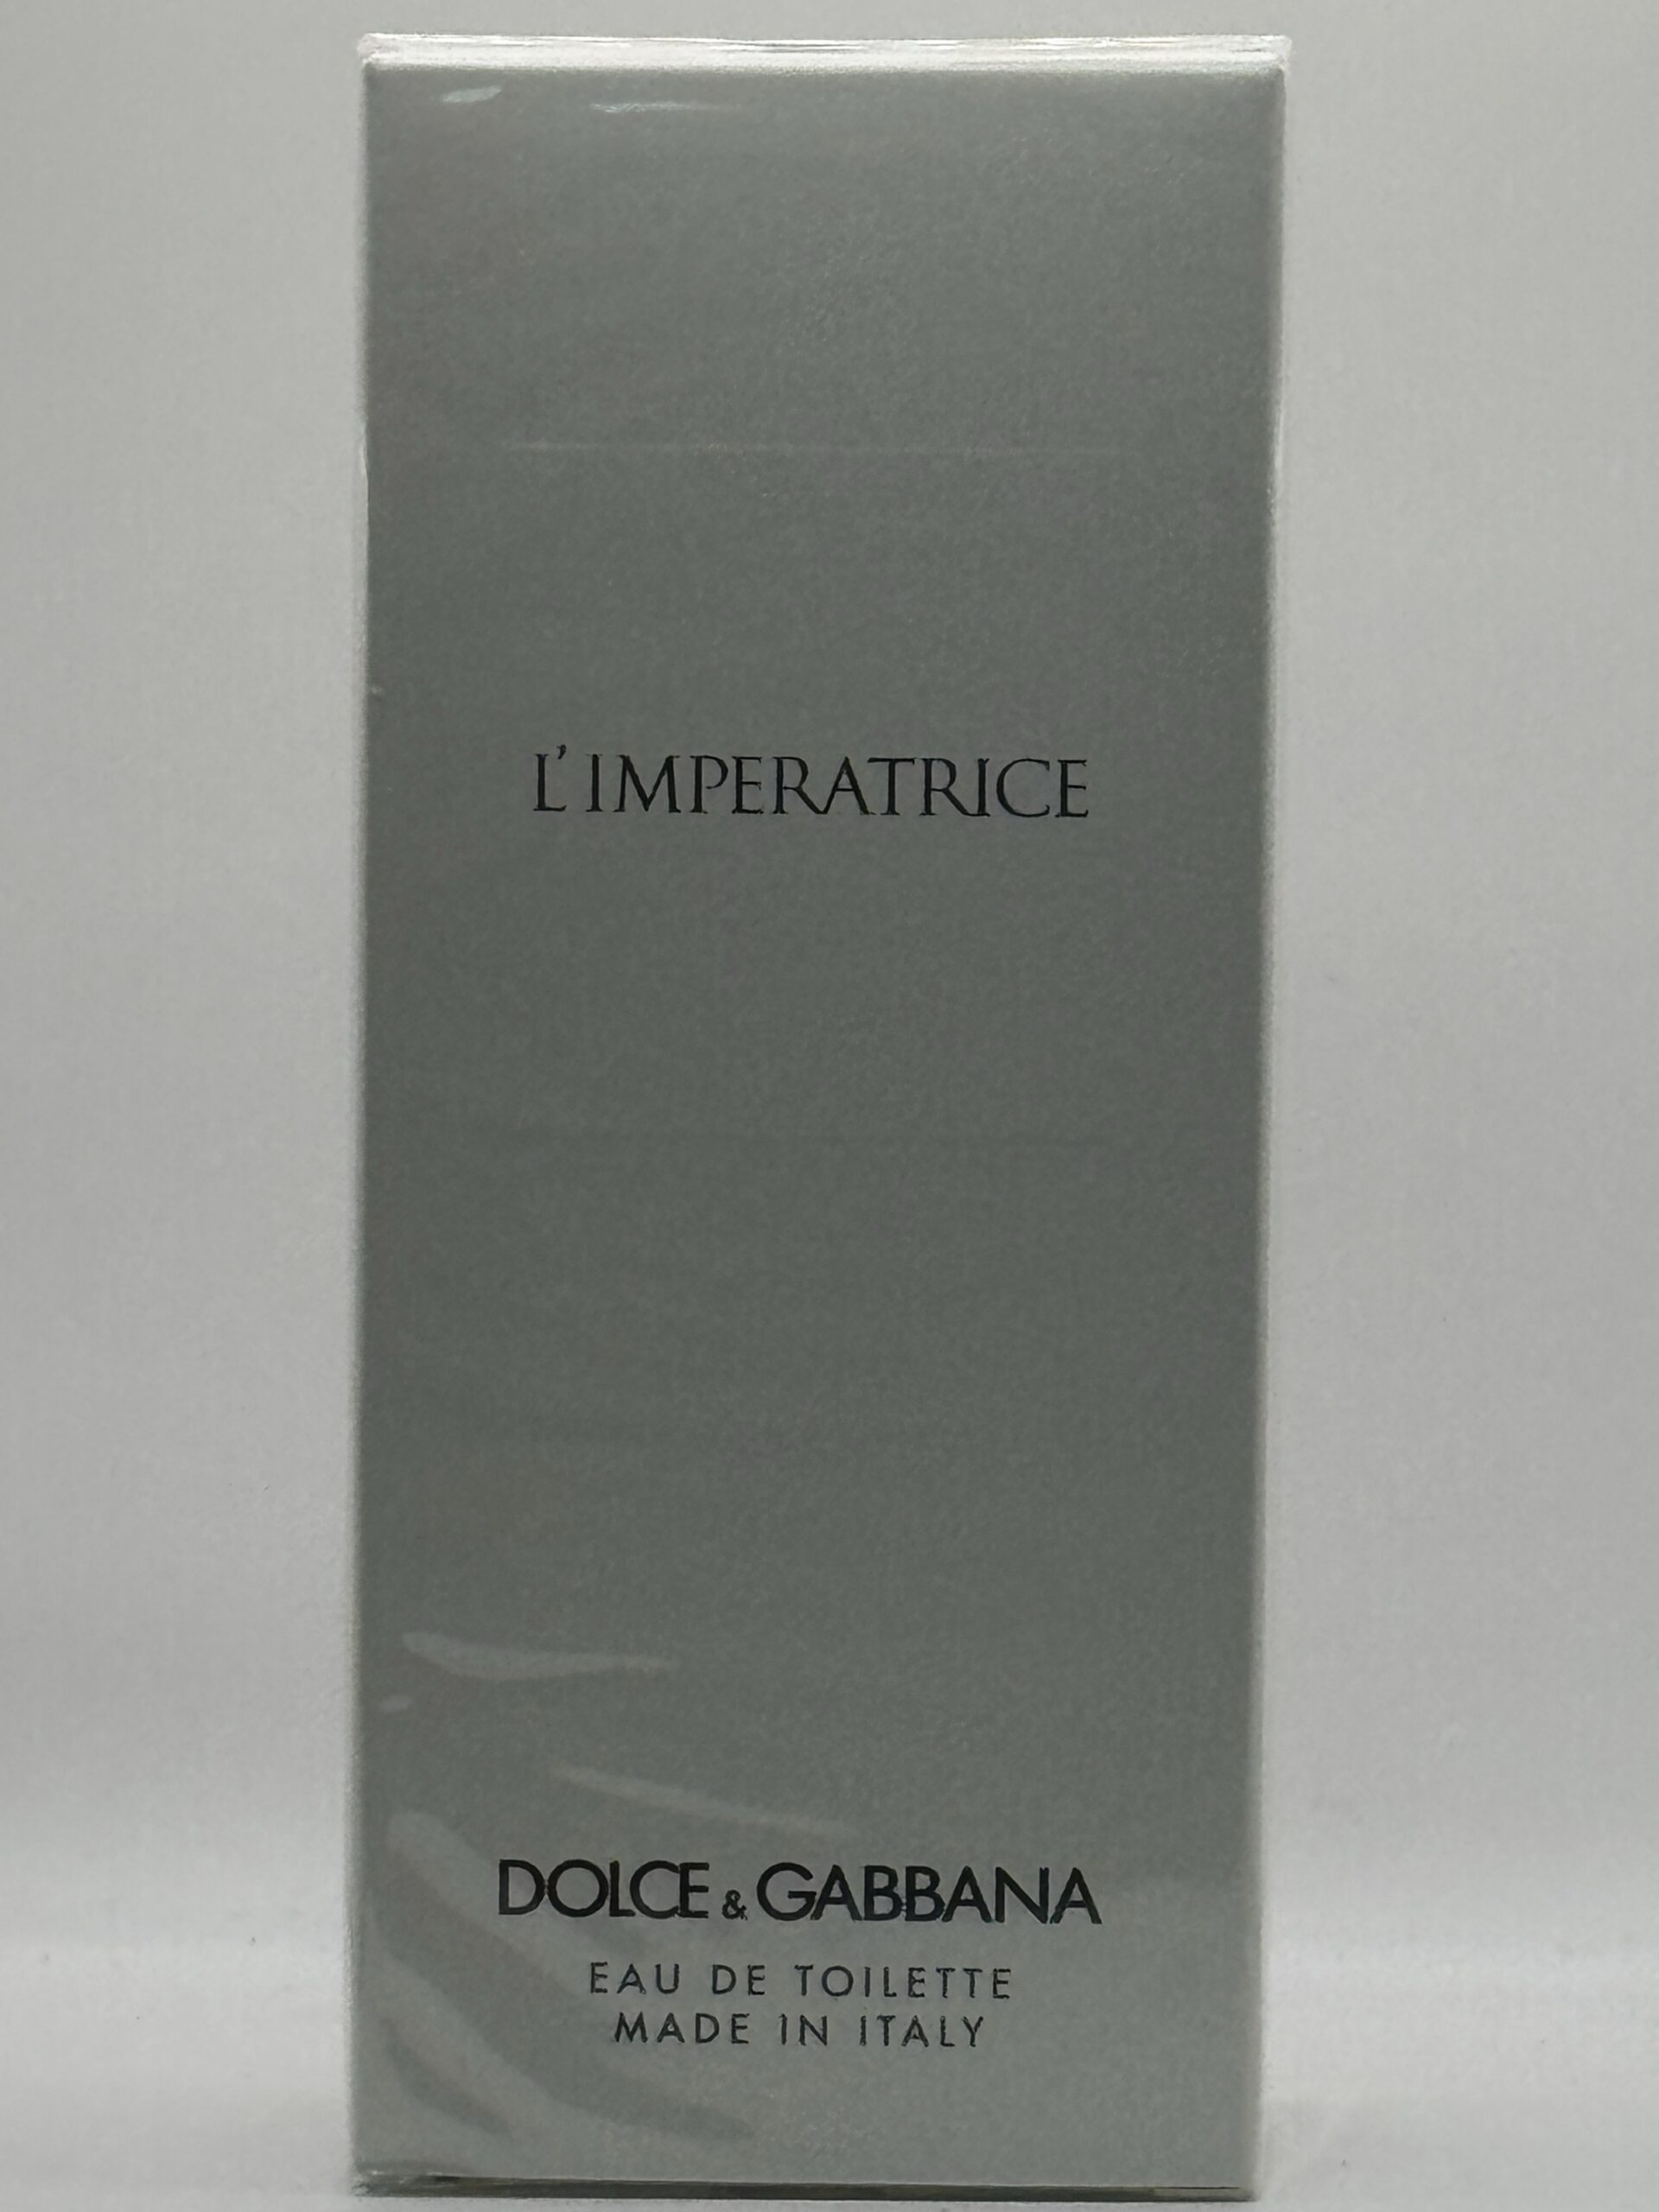 L'IMPERATRICE
DOLCE & GABBANA
EAU DE TOILETTE
MADE IN ITALY